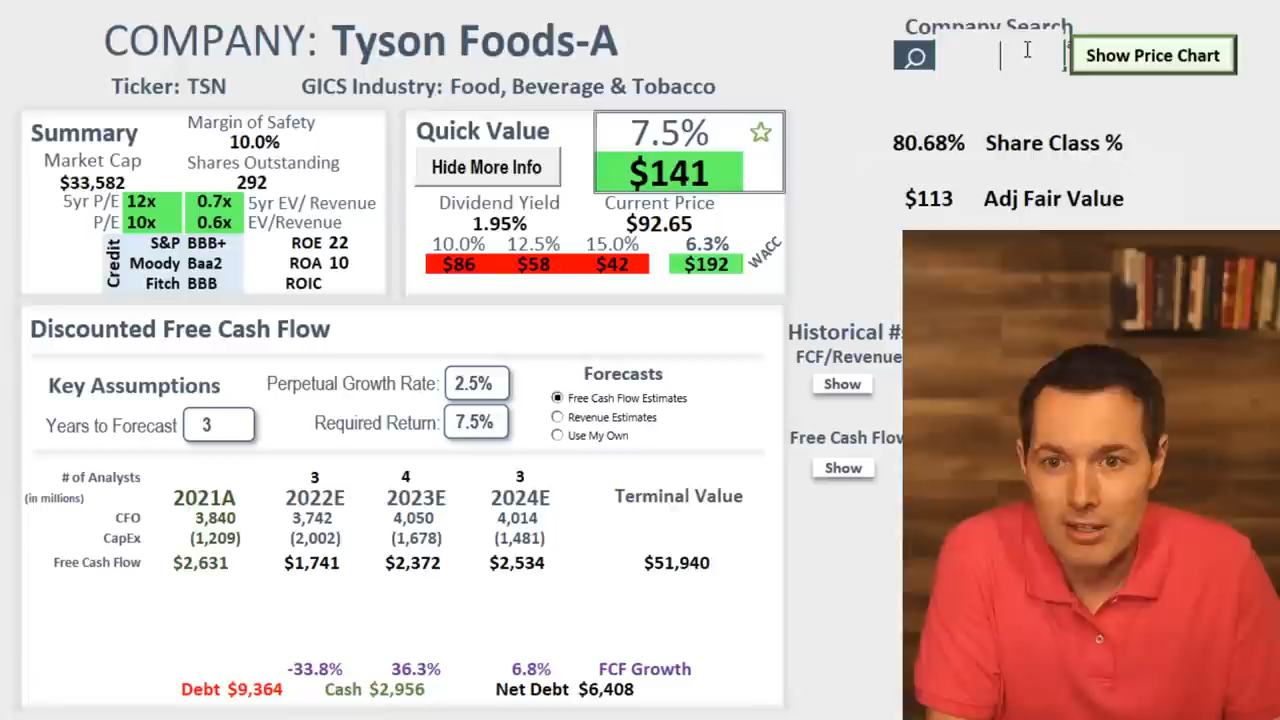 COMPANY: Tyson Foods-A
Ticker: TSN GICS Industry: Food, Beverage & Tobacco
Company Search
Show Price Chart
Summary
Margin of Safety
10.0%
Market Cap Shares Outstanding
$33,582 292
5yr P/E 12x 0.7x 5yr EV/ Revenue
P/E 10x 0.6x EV/Revenue
Credit
S&P BBB+ ROE 22
Moody Baa2 ROA 10
Fitch BBB ROIC
Quick Value
7.5%
Hide More Info
$141
Dividend Yield Current Price
1.95% $92.65
10.0% 12.5% 15.0% 6.3%
$86 $58 $42 $192
WACC
80.68% Share Class %
$113 Adj Fair Value
Discounted Free Cash Flow
Key Assumptions
Perpetual Growth Rate: 2.5%
Years to Forecast 3
Required Return: 7.5%
Forecasts
Free Cash Flow Estimates
Revenue Estimates
Use My Own
Historical #
FCF/Revenue
Show
Free Cash Flow
Show
# of Analysts 3 4 3
(in millions) 2021A 2022E 2023E 2024E Terminal Value
CFO 3,840 3,742 4,050 4,014
CapEx (1,209) (2,002) (1,678) (1,481)
Free Cash Flow $2,631 $1,741 $2,372 $2,534 $51,940
-33.8% 36.3% 6.8% FCF Growth
Debt $9,364 Cash $2,956 Net Debt $6,408